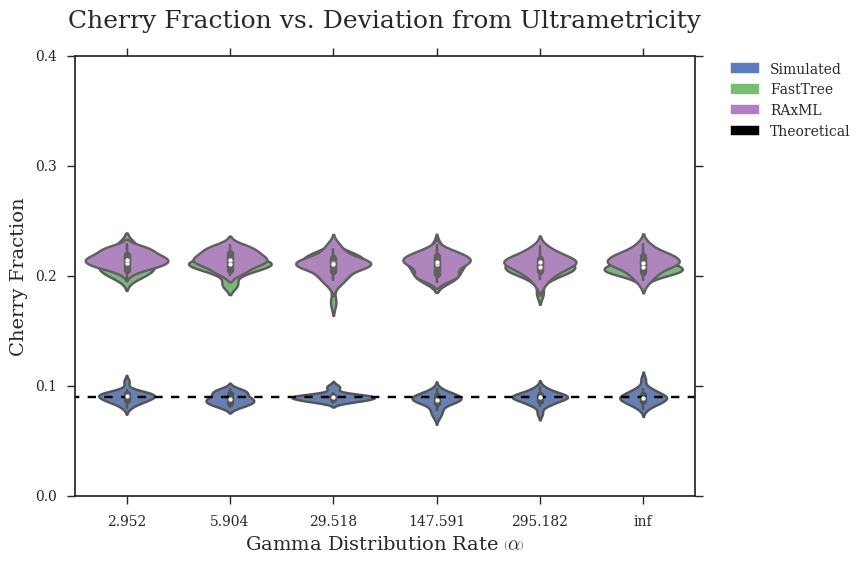 Cherry Fraction vs. Deviation from Ultrametricity
Simulated
FastTree
RAxML
Theoretical
Cherry Fraction
0.4
0.3
0.2
0.1
0.0
2.952 5.904 29.518 147.591 295.182 inf
Gamma Distribution Rate (α)